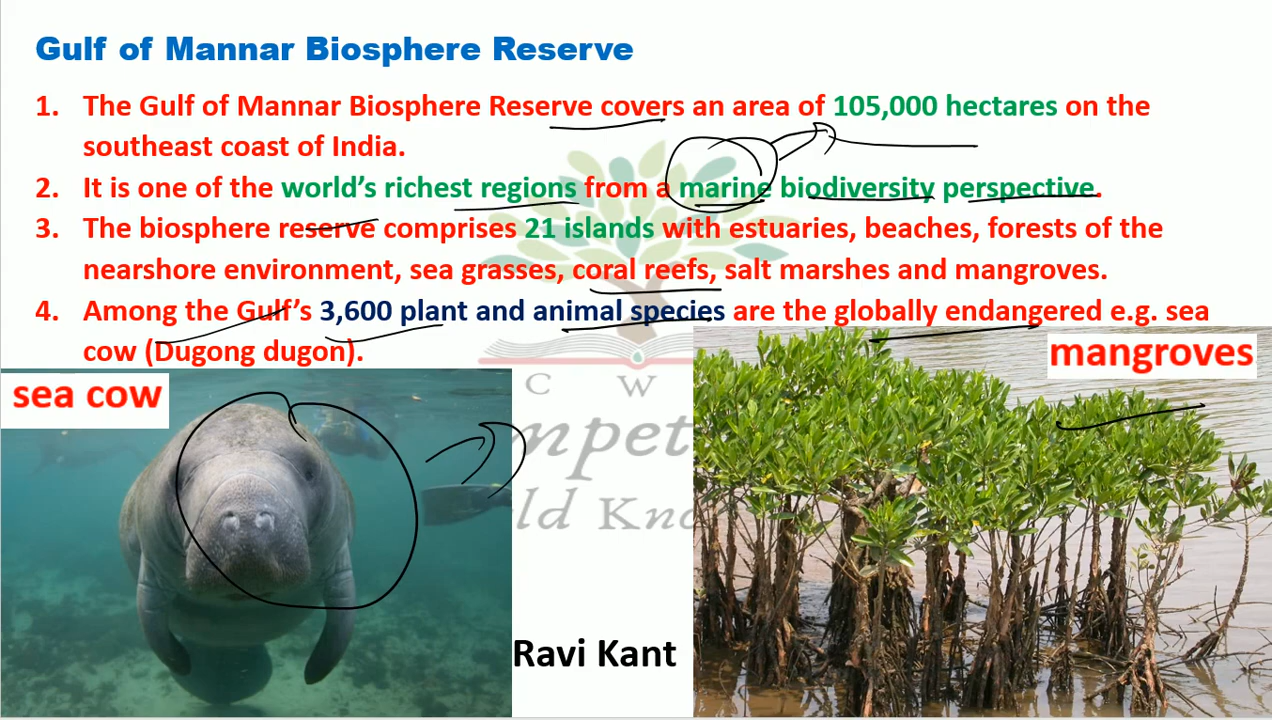 Gulf of Mannar Biosphere Reserve
1. The Gulf of Mannar Biosphere Reserve covers an area of 105,000 hectares on the
southeast coast of India.
2. It is one of the world's richest regions from a marine biodiversity perspective.
3. The biosphere reserve comprises 21 islands with estuaries, beaches, forests of the
nearshore environment, sea grasses, coral reefs, salt marshes and mangroves.
4. Among the Gulf's 3,600 plant and animal species are the globally endangered e.g. sea
cow (Dugong dugon).
mangroves
sea cow
C W
mpet
ld Kno
Ravi Kant